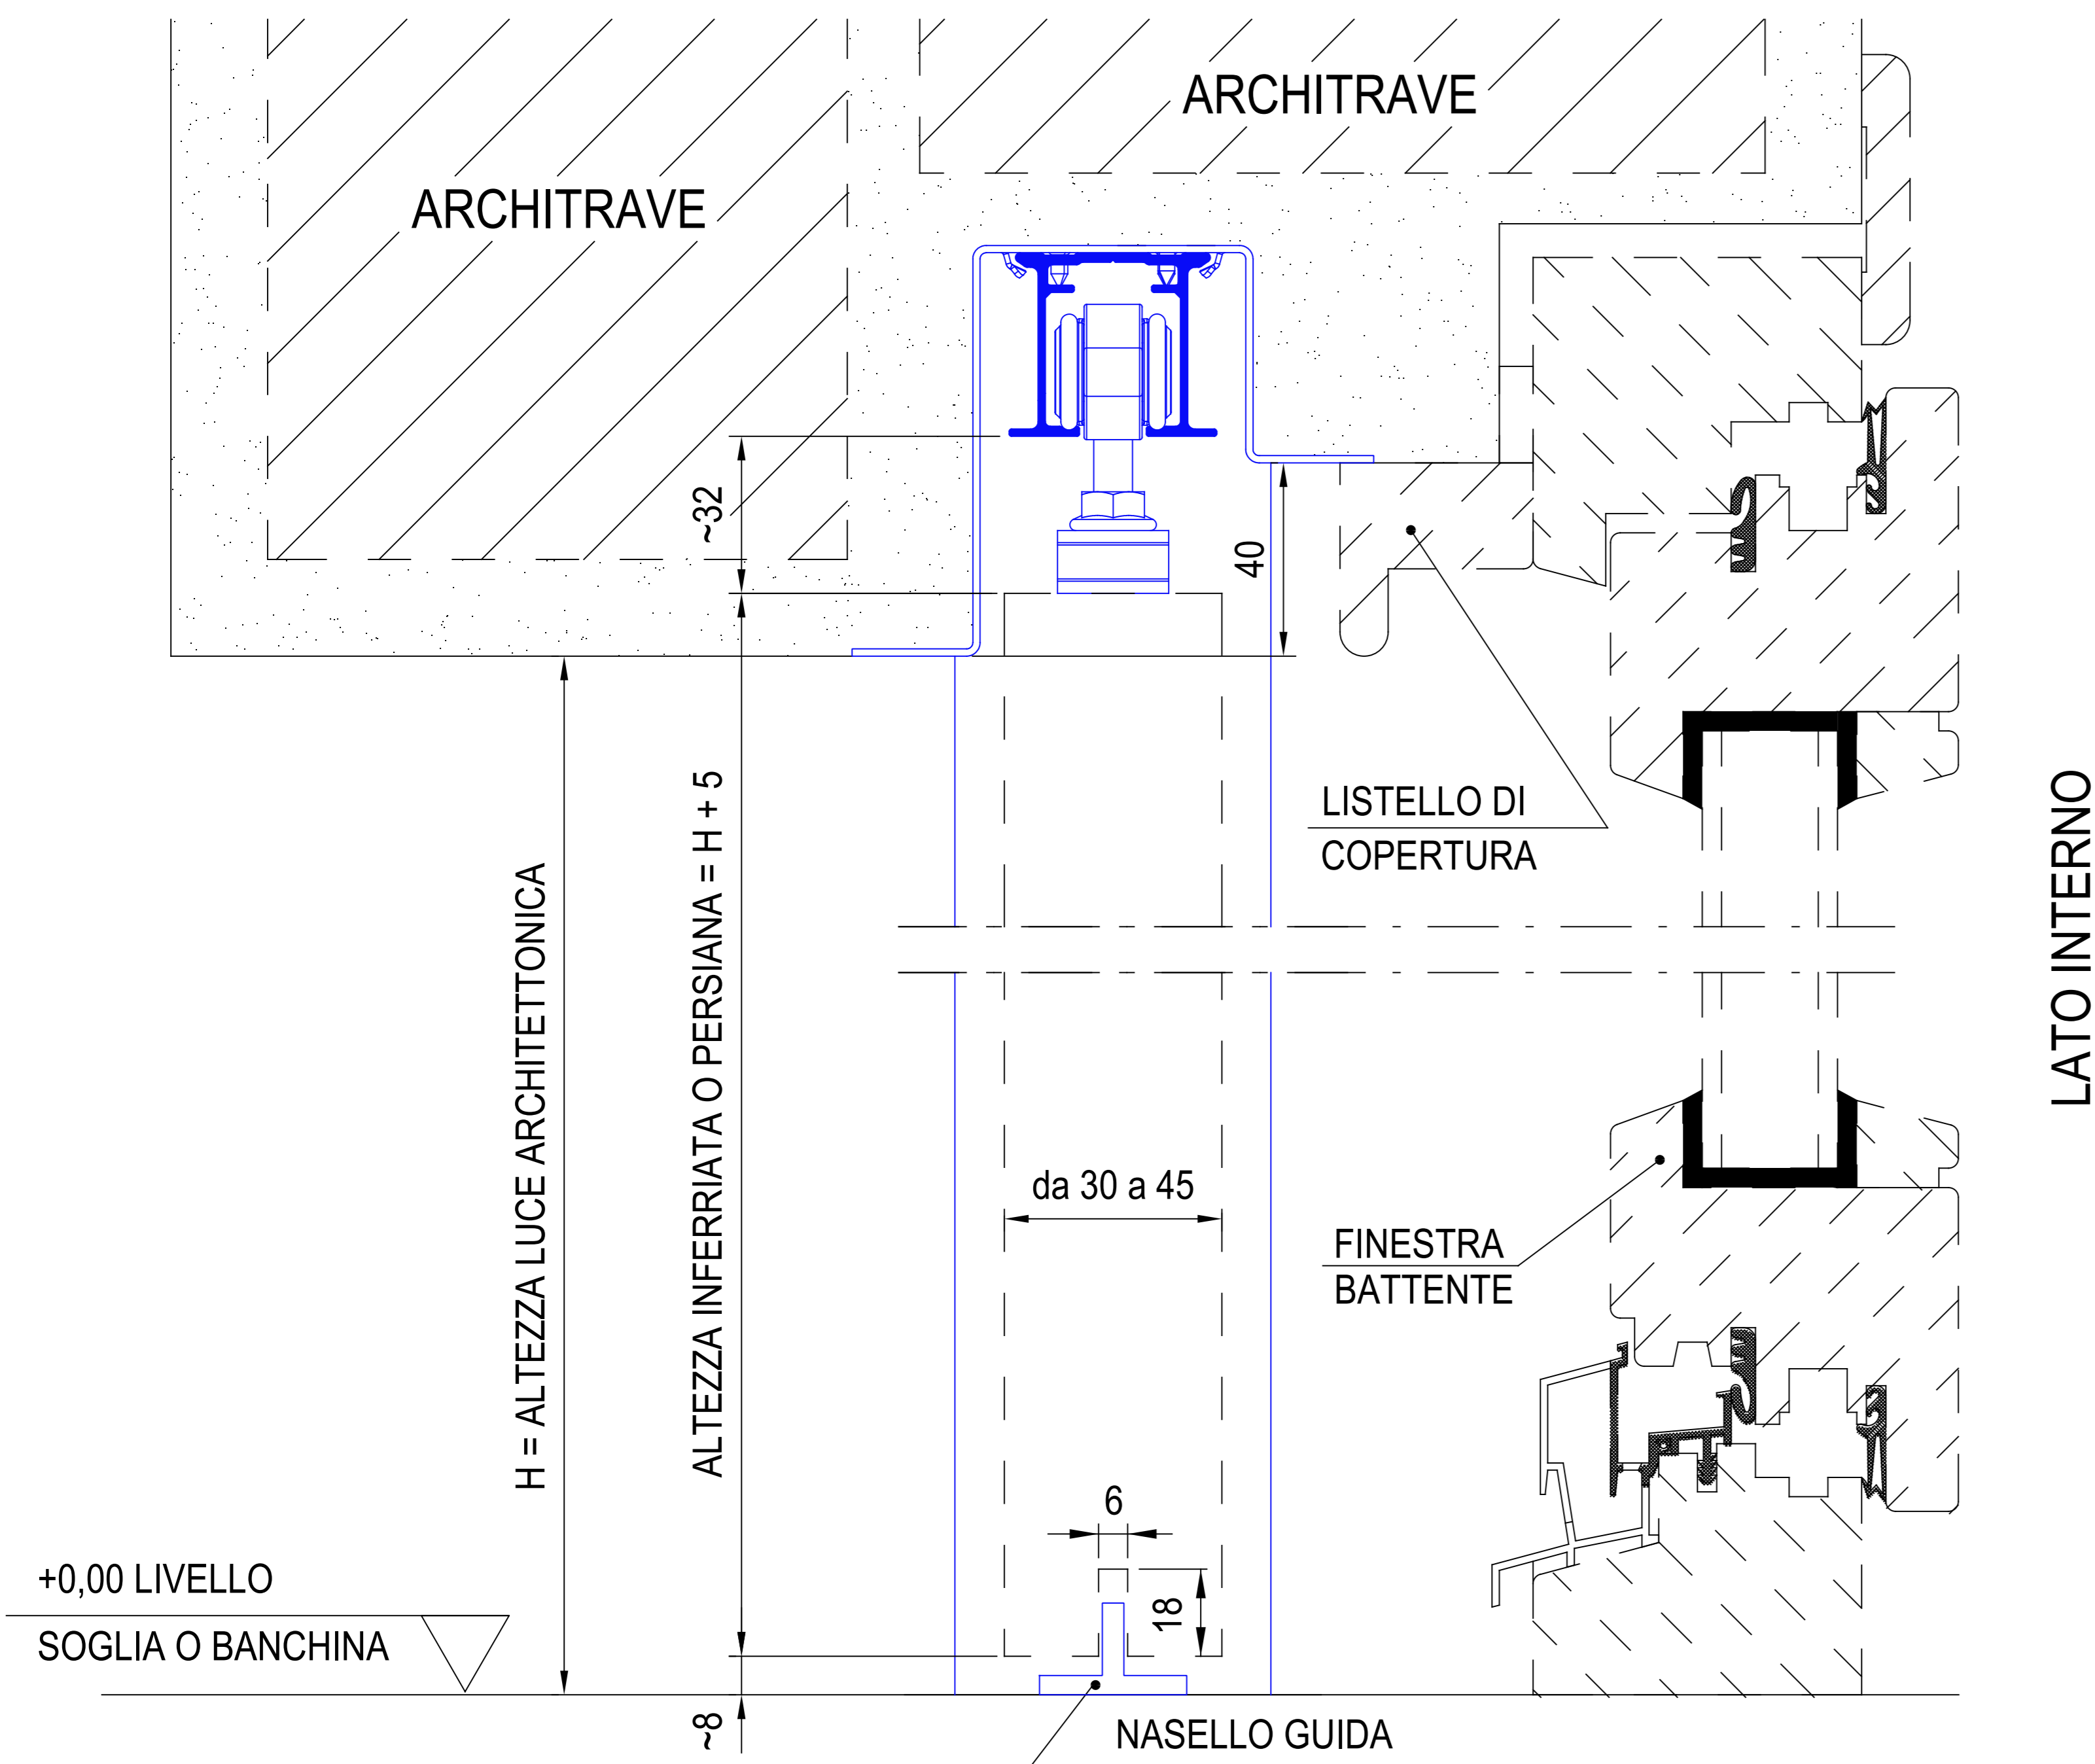 ARCHITRAVE
ARCHITRAVE
~32
40
LISTELLO DI
COPERTURA
LATO INTERNO
H = ALTEZZA LUCE ARCHITETTONICA
ALTEZZA INFERRIATA O PERSIANA = H + 5
da 30 a 45
FINESTRA
BATTENTE
6
18
+0,00 LIVELLO
SOGLIA O BANCHINA
~8
NASELLO GUIDA